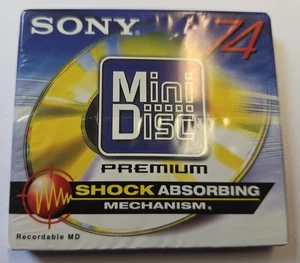 SONY 74
Mini
Disc
PREMIUM
SHOCK ABSORBING
MECHANISM.
Recordable MD